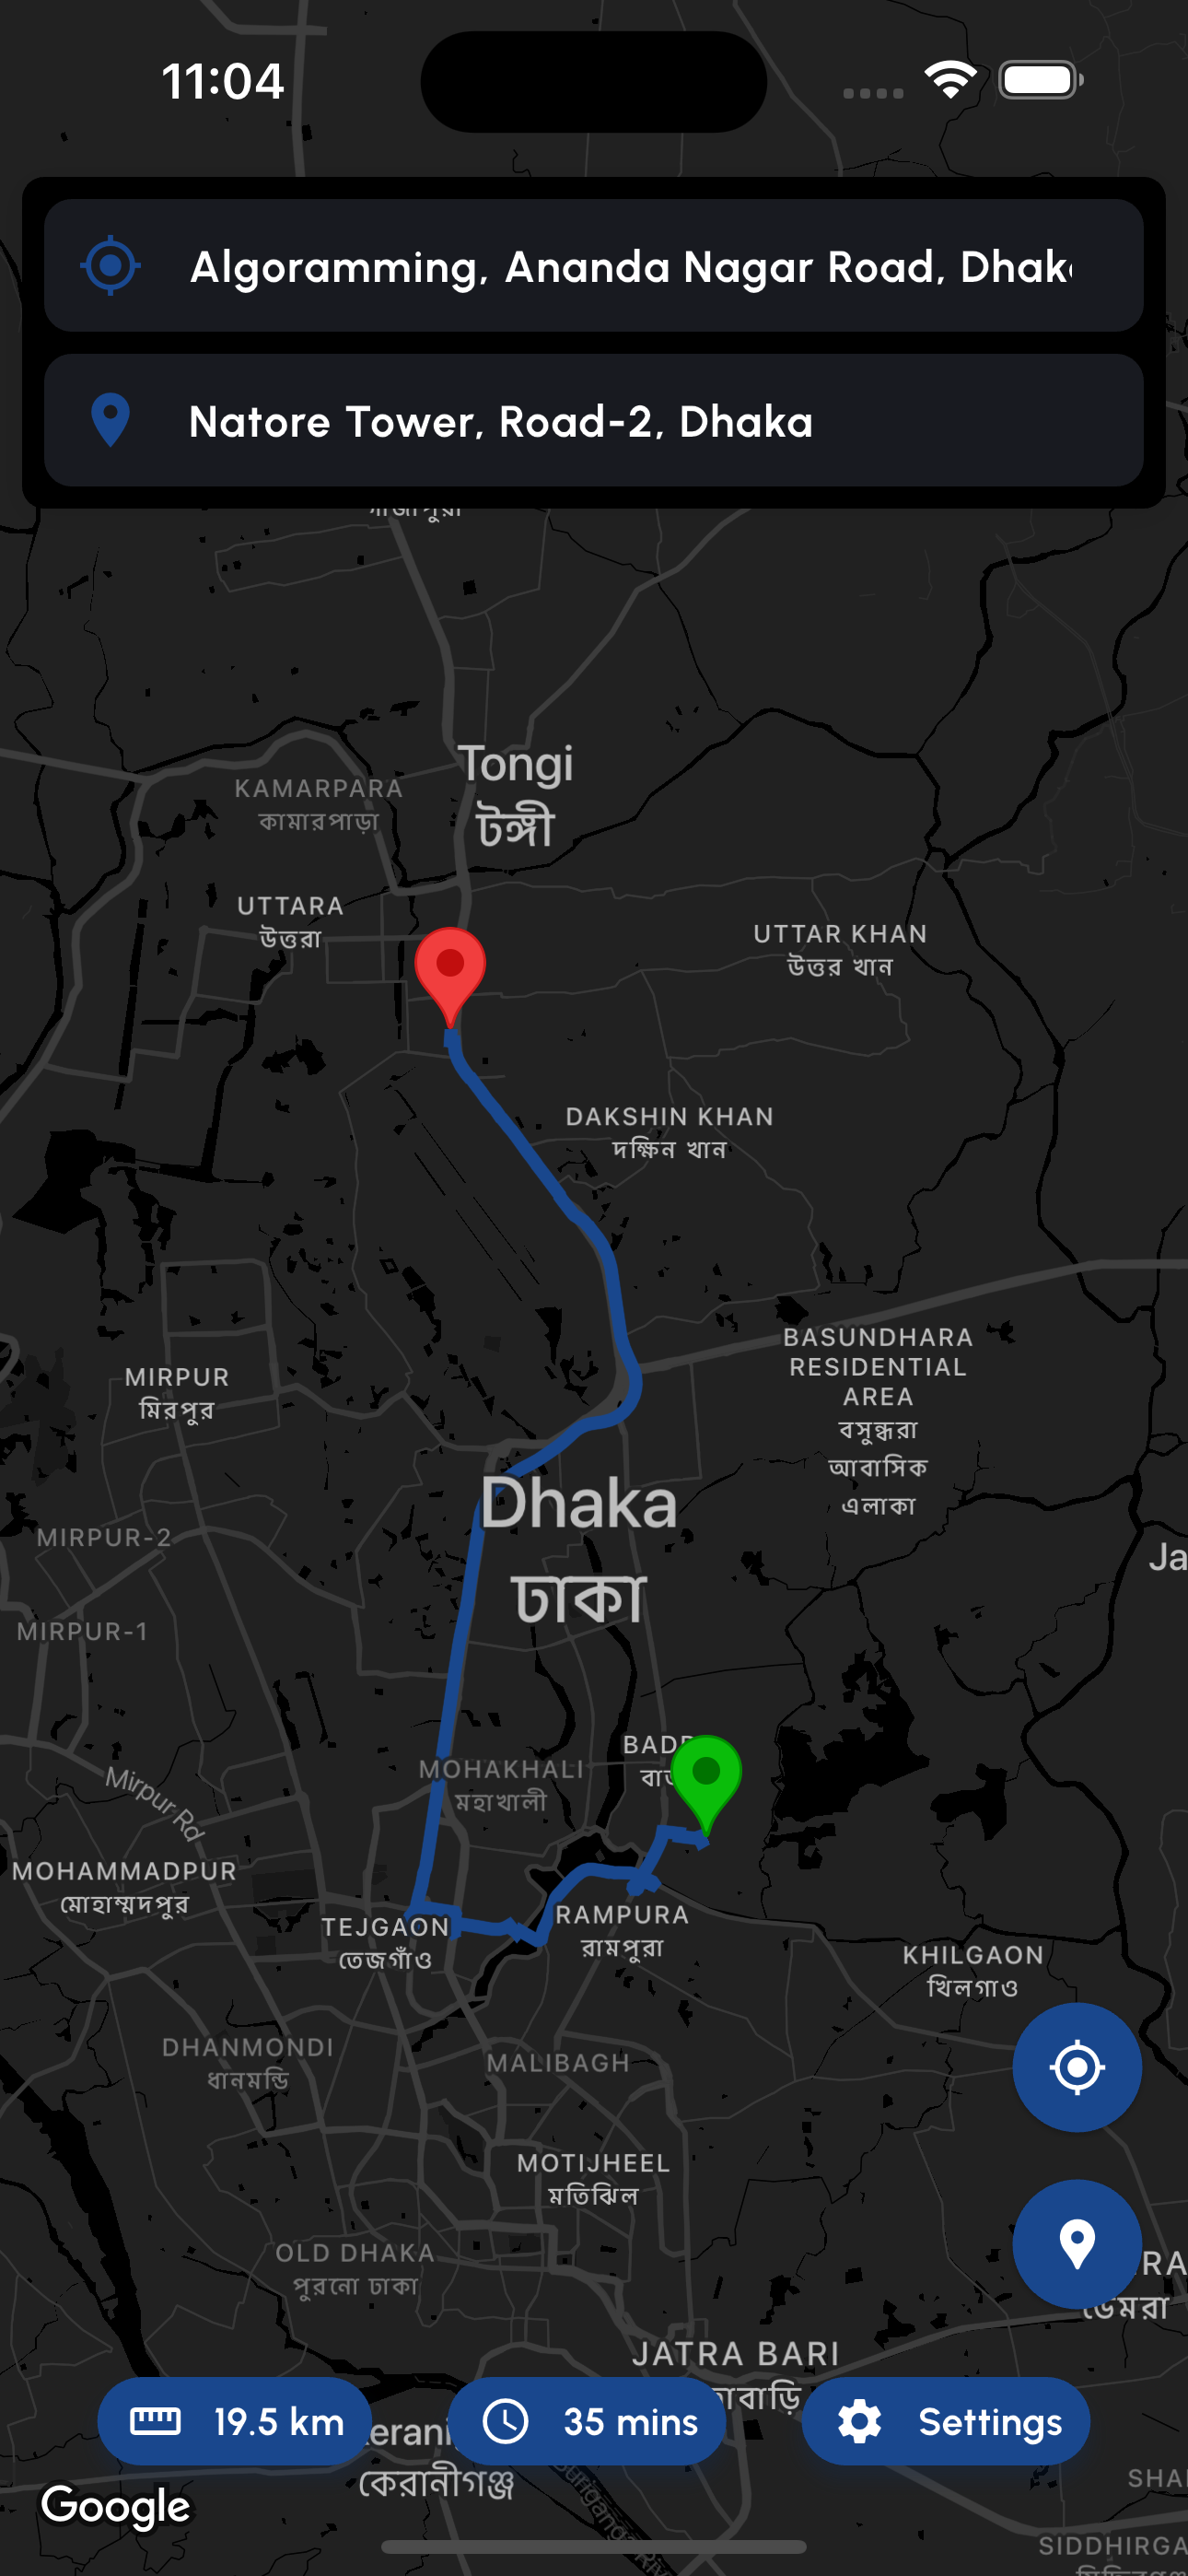 11:04
Algoramming, Ananda Nagar Road,
Natore Tower, Road-2, Dhaka
Tongi
টঙ্গী
KAMARPARA
কামারপাড়া
UTTARA
উত্তরা
UTTAR KHAN
উত্তর খান
DAKSHIN KHAN
দক্ষিন খান
BASUNDHARA
RESIDENTIAL
AREA
বসুন্ধরা
আবাসিক
এলাকা
MIRPUR
মিরপুর
Dhaka
ঢাকা
MIRPUR-2
MIRPUR-1
Mirpur Rd
MOHAKHALI
মহাখালী
MOHAMMADPUR
মোহাম্মদপুর
TEJGAON
তেজগাঁও
RAMPURA
রামপুরা
KHILGAON
খিলগাও
DHANMONDI
ধানমন্ডি
MALIBAGH
MOTIJHEEL
মতিঝিল
OLD DHAKA
পুরনো ঢাকা
JATRA BARI
19.5 km
35 mins
Settings
কেরানীগঞ্জ
Google